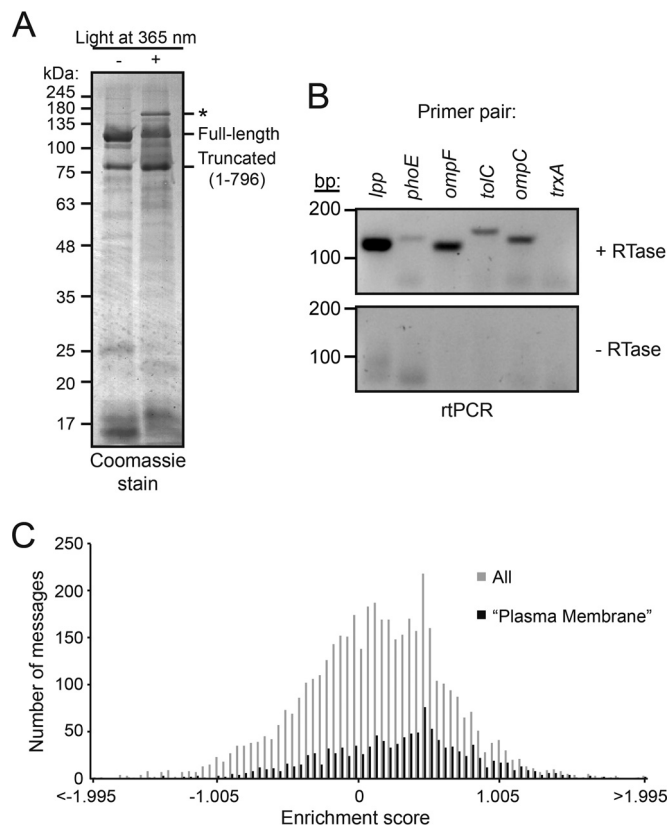 A
Light at 365 nm
- +
kDa:
245
180
135
100
75
63
48
35
25
20
17
*
Full-length
Truncated
(1-796)
Coomassie
stain
B
Primer pair:
bp:
lpp phoE ompF tolC ompC trxA
200
100
+ RTase
200
100
- RTase
rtPCR
C
Number of messages
250
200
150
100
50
0
All
“Plasma Membrane”
<-1.995 -1.005 0 1.005 >1.995
Enrichment score